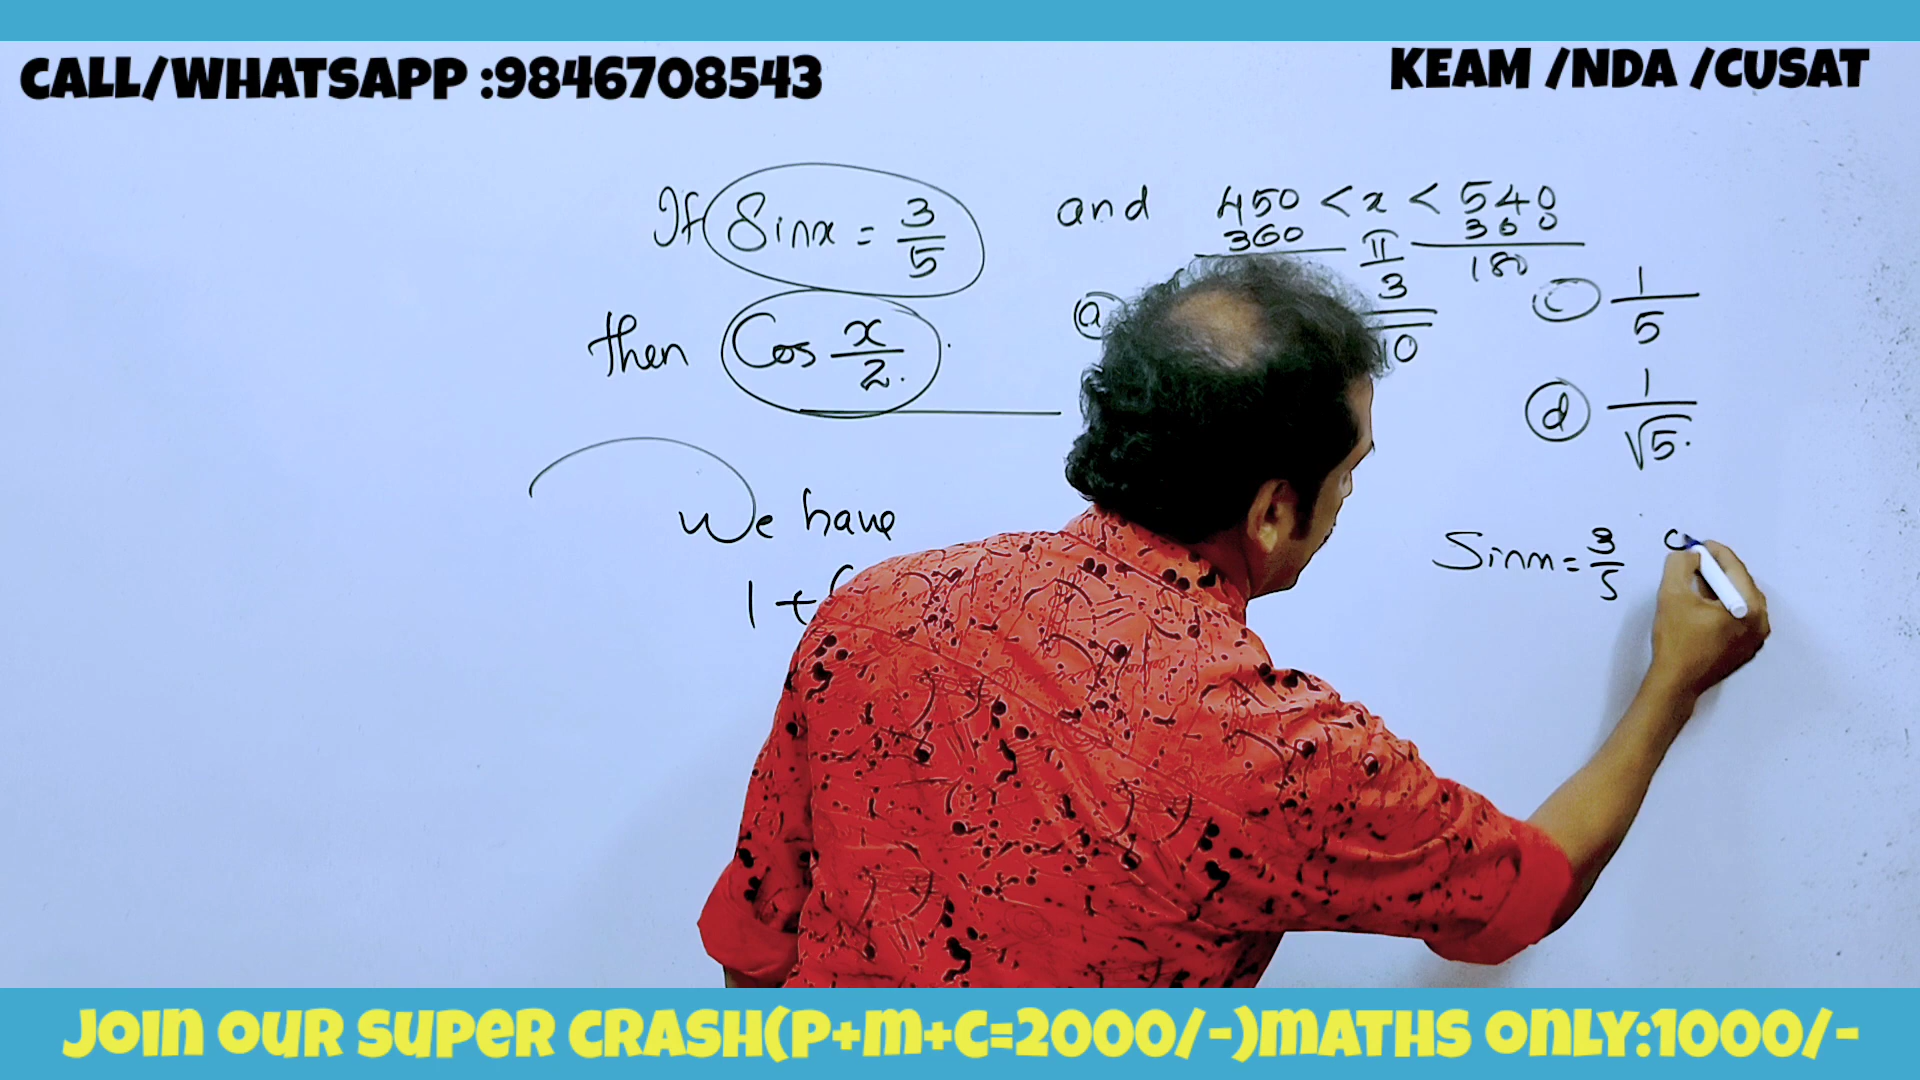 CALL/WHATSAPP :9846708543
KEAM /NDA /CUSAT
If Sinx = 3/5 and 450 < x < 540
360 360
π 180
then Cos x/2.
(a) 3/10 (c) 1/5
(d) 1/√5.
We have
Sinx = 3/5 c
1 +
JOIN OUR SUPER CRASH(P+M+C=2000/-)MATHS ONLY:1000/-